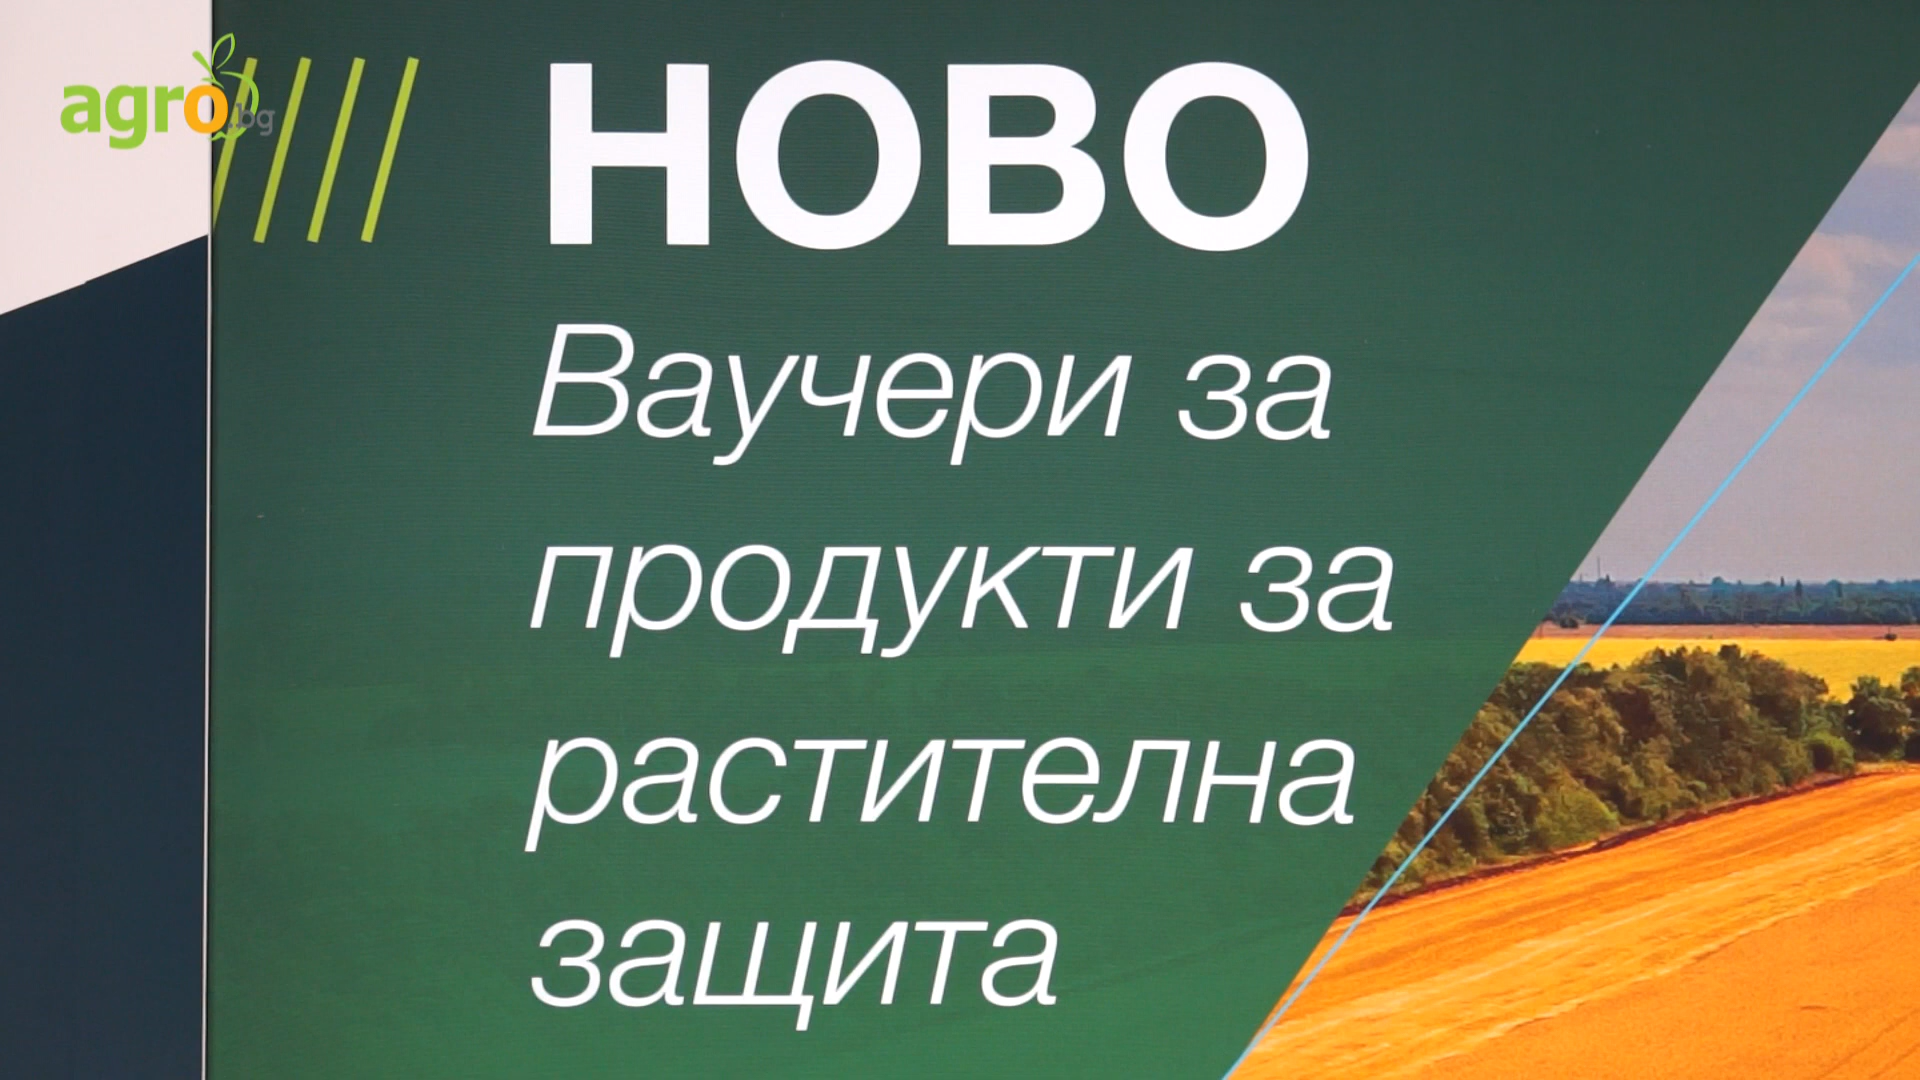 agro.bg
НОВО
Ваучери за
продукти за
растителна
защита